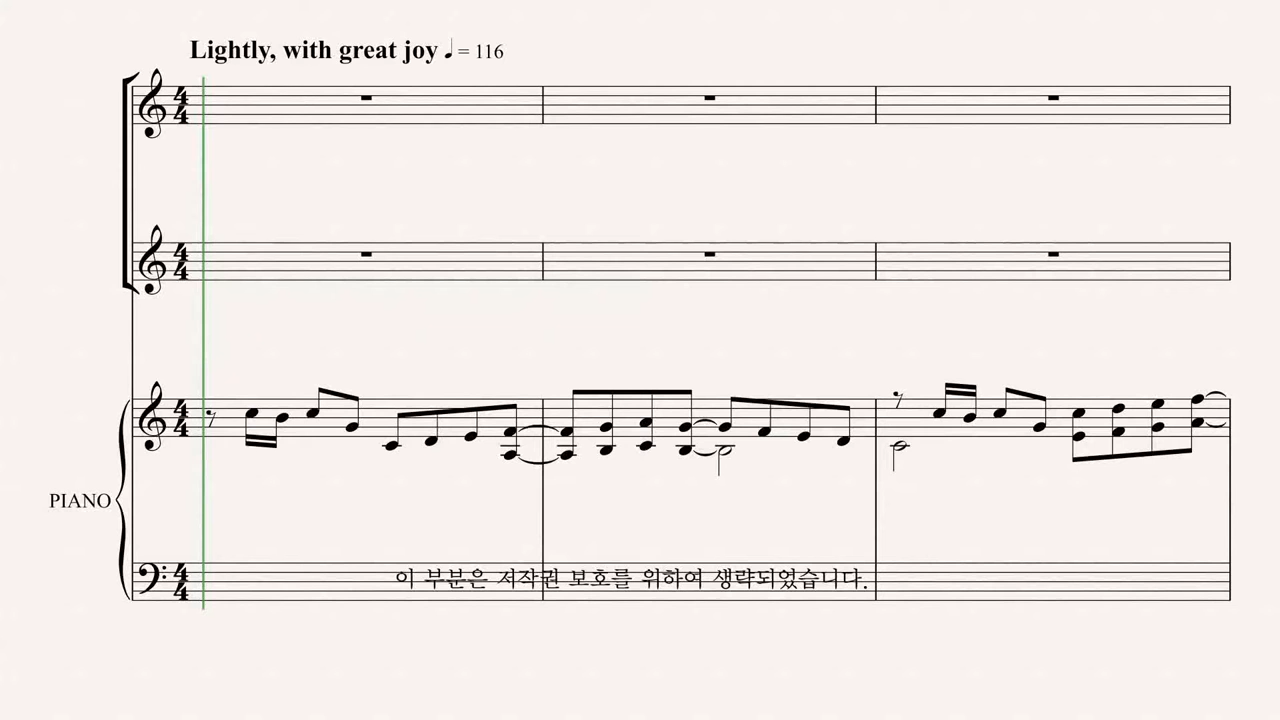 Lightly, with great joy ♩ = 116
PIANO
이 부분은 저작권 보호를 위하여 생략되었습니다.